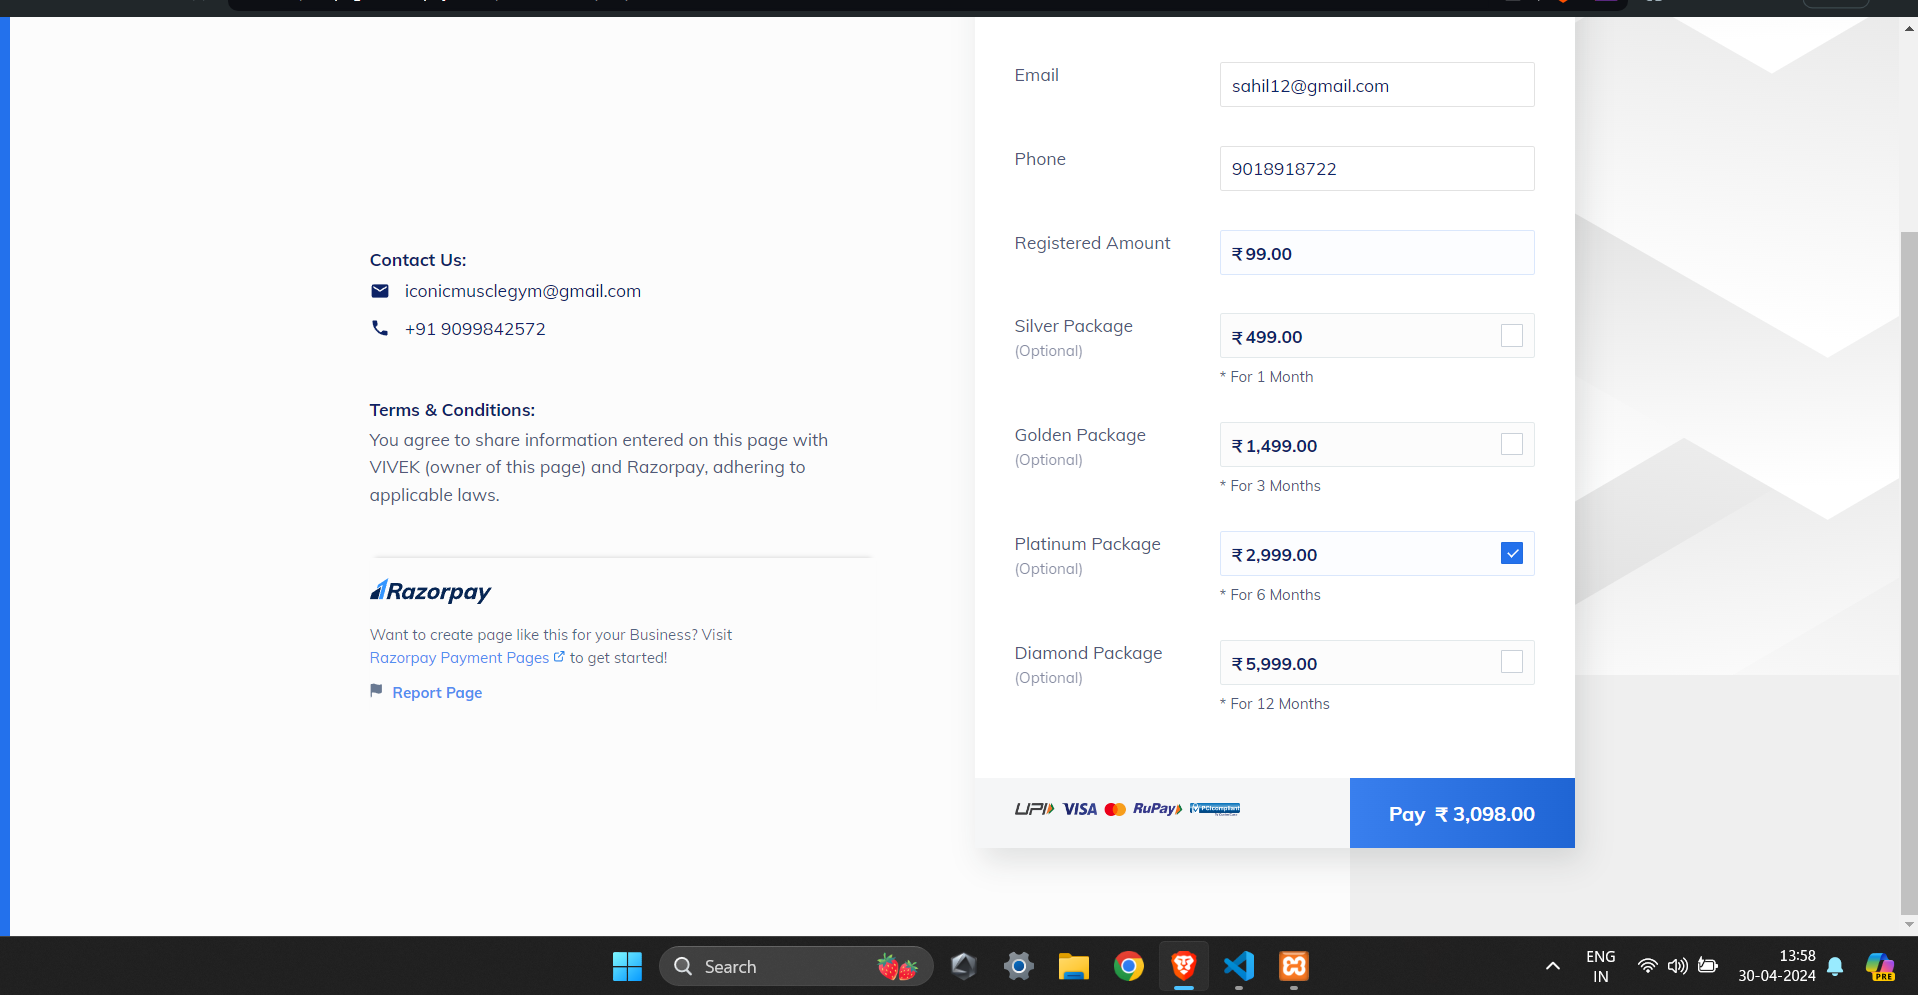 Contact Us:
iconicmusclegym@gmail.com
+91 9099842572
Terms & Conditions:
You agree to share information entered on this page with
VIVEK (owner of this page) and Razorpay, adhering to
applicable laws.
Razorpay
Want to create page like this for your Business? Visit
Razorpay Payment Pages to get started!
Report Page
Email
sahil12@gmail.com
Phone
9018918722
Registered Amount
₹ 99.00
Silver Package
(Optional)
₹ 499.00
* For 1 Month
Golden Package
(Optional)
₹ 1,499.00
* For 3 Months
Platinum Package
(Optional)
₹ 2,999.00
* For 6 Months
Diamond Package
(Optional)
₹ 5,999.00
* For 12 Months
UPI VISA RuPay PCI compliant
Pay ₹ 3,098.00
Search
ENG
IN
13:58
30-04-2024
PRE